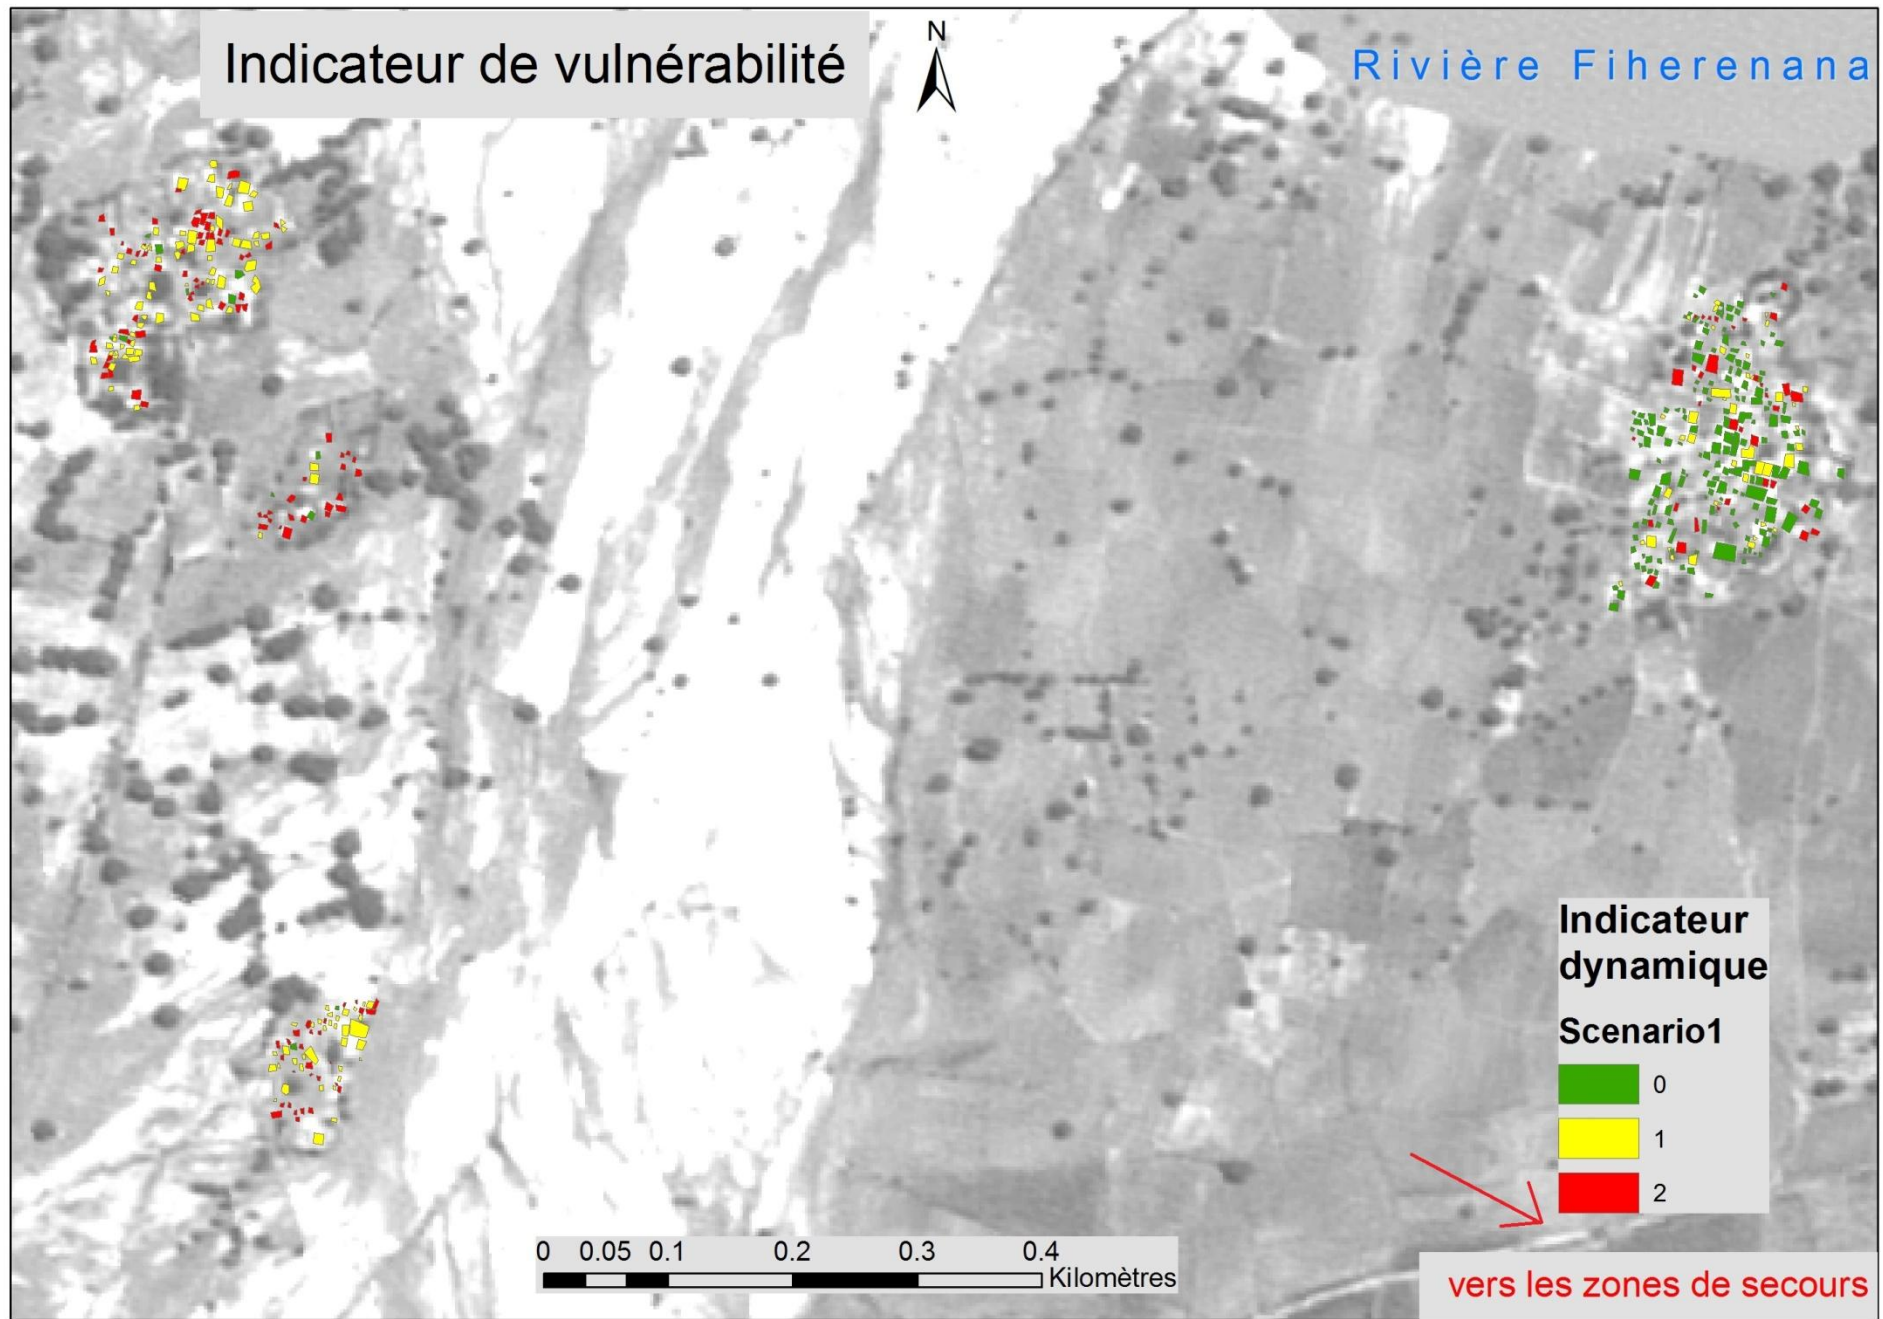 Indicateur de vulnérabilité
N
Rivière Fiherenana
Indicateur
dynamique
Scenario1
0
1
2
0 0.05 0.1 0.2 0.3 0.4
Kilomètres
vers les zones de secours